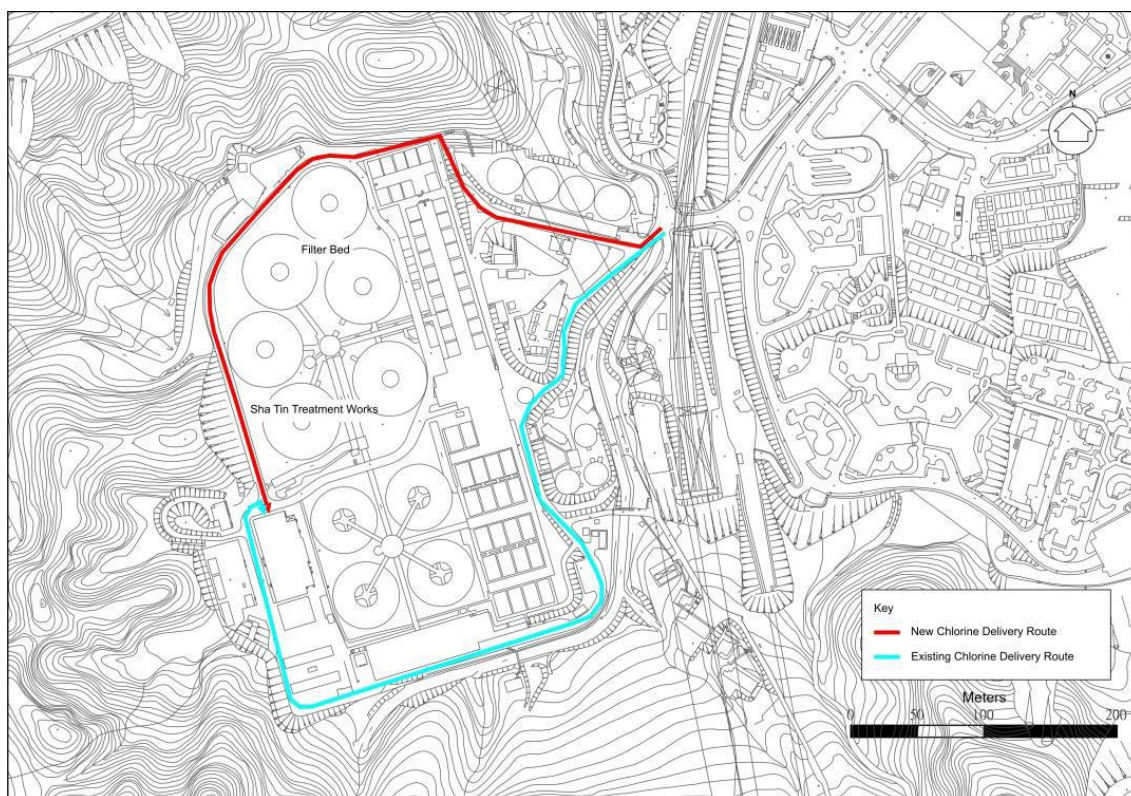 N
Filter Bed
Sha Tin Treatment Works
Key
New Chlorine Delivery Route
Existing Chlorine Delivery Route
Meters
0 50 100 200